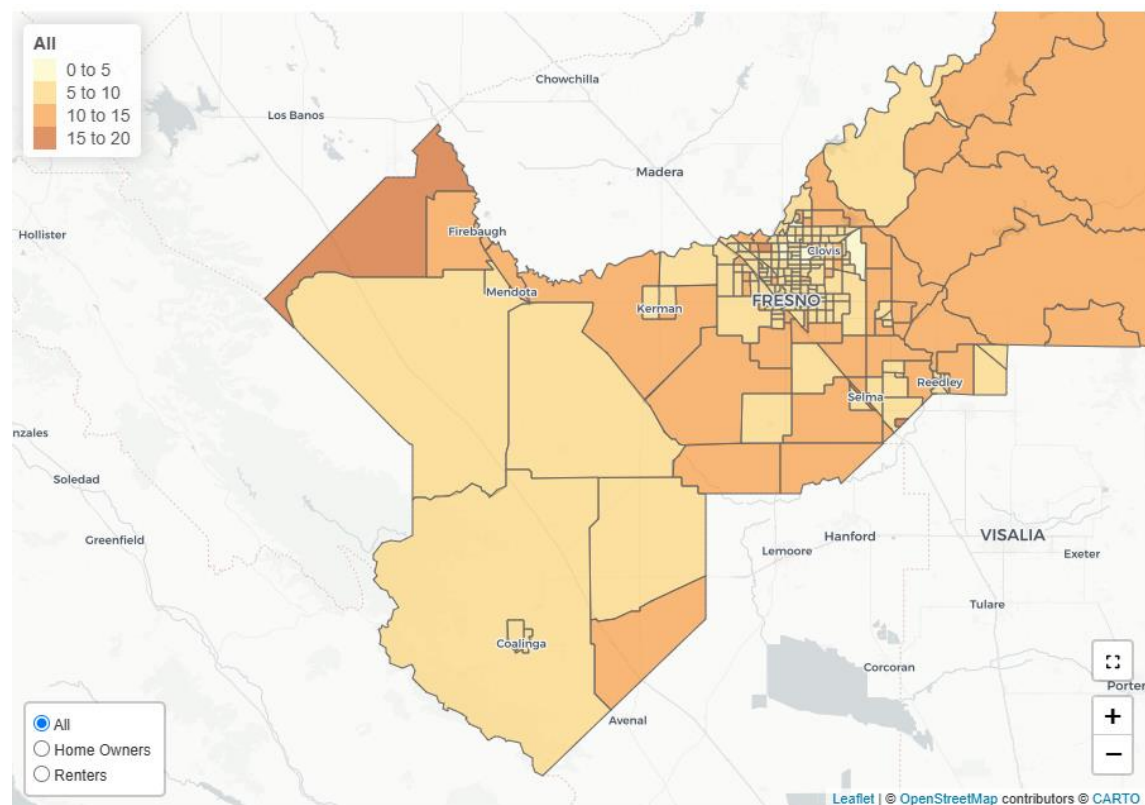 All
0 to 5
5 to 10
10 to 15
15 to 20
Chowchilla
Los Banos
Madera
Hollister
Firebaugh
Clovis
Mendota
Kerman
FRESNO
Reedley
Selma
nzales
Soledad
Greenfield
Lemoore
Hanford
VISALIA
Exeter
Tulare
Coalinga
Corcoran
Porter
Avenal
All
Home Owners
Renters
+
−
Leaflet | © OpenStreetMap contributors © CARTO